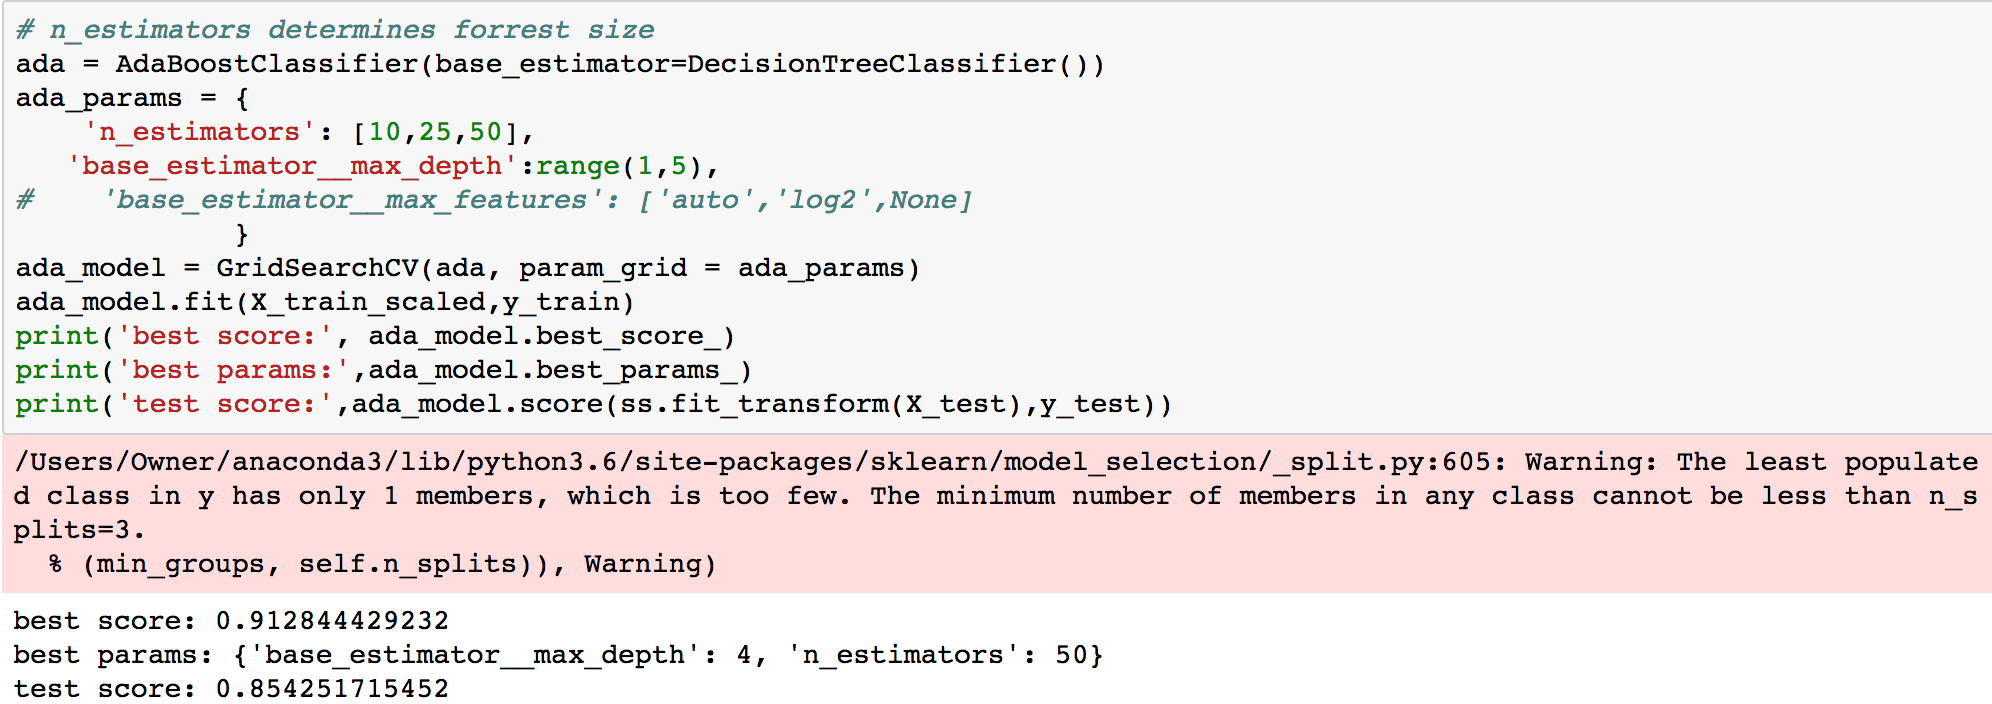 # n_estimators determines forrest size
ada = AdaBoostClassifier(base_estimator=DecisionTreeClassifier())
ada_params = {
    'n_estimators': [10,25,50],
   'base_estimator__max_depth':range(1,5),
#    'base_estimator__max_features': ['auto','log2',None]
             }
ada_model = GridSearchCV(ada, param_grid = ada_params)
ada_model.fit(X_train_scaled,y_train)
print('best score:', ada_model.best_score_)
print('best params:',ada_model.best_params_)
print('test score:',ada_model.score(ss.fit_transform(X_test),y_test))
/Users/Owner/anaconda3/lib/python3.6/site-packages/sklearn/model_selection/_split.py:605: Warning: The least populate
d class in y has only 1 members, which is too few. The minimum number of members in any class cannot be less than n_s
plits=3.
  % (min_groups, self.n_splits)), Warning)
best score: 0.912844429232
best params: {'base_estimator__max_depth': 4, 'n_estimators': 50}
test score: 0.854251715452